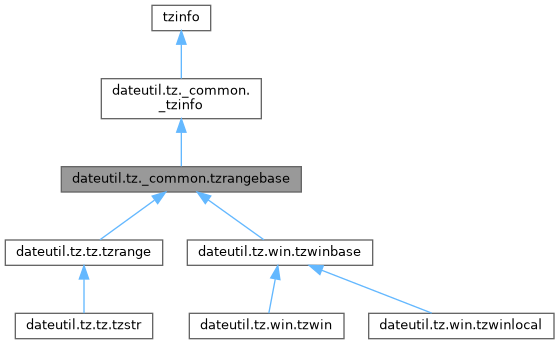 tzinfo
dateutil.tz._common.
_tzinfo
dateutil.tz._common.tzrangebase
dateutil.tz.tz.tzrange
dateutil.tz.win.tzwinbase
dateutil.tz.tz.tzstr
dateutil.tz.win.tzwin
dateutil.tz.win.tzwinlocal